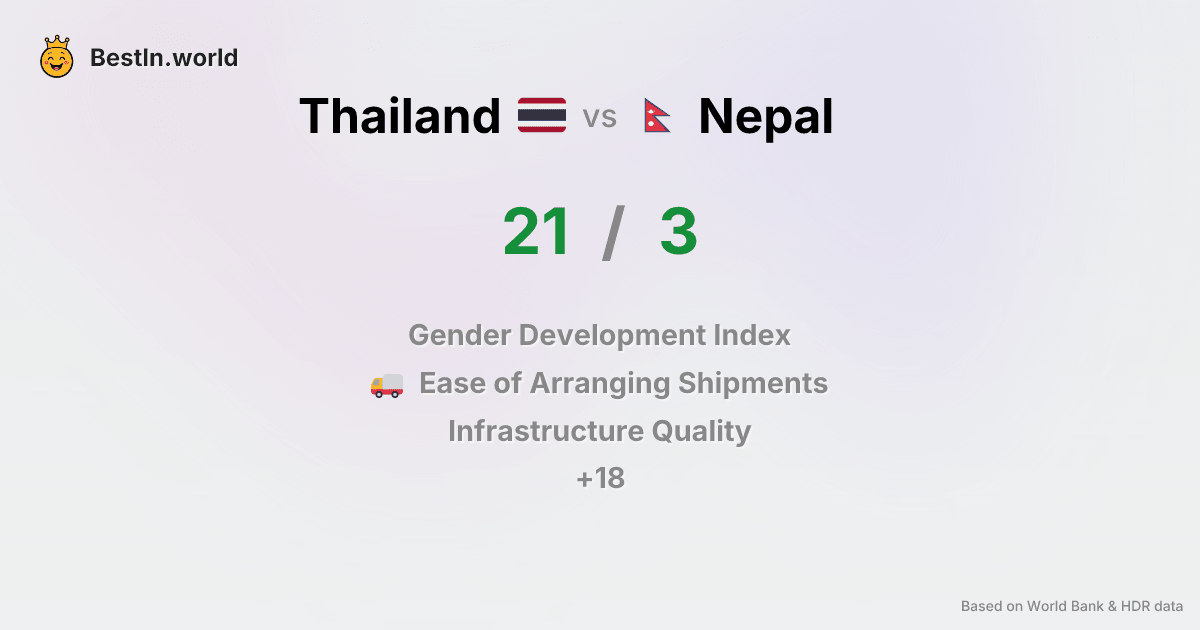 BestIn.world
Thailand vs Nepal
21 / 3
Gender Development Index
Ease of Arranging Shipments
Infrastructure Quality
+18
Based on World Bank & HDR data